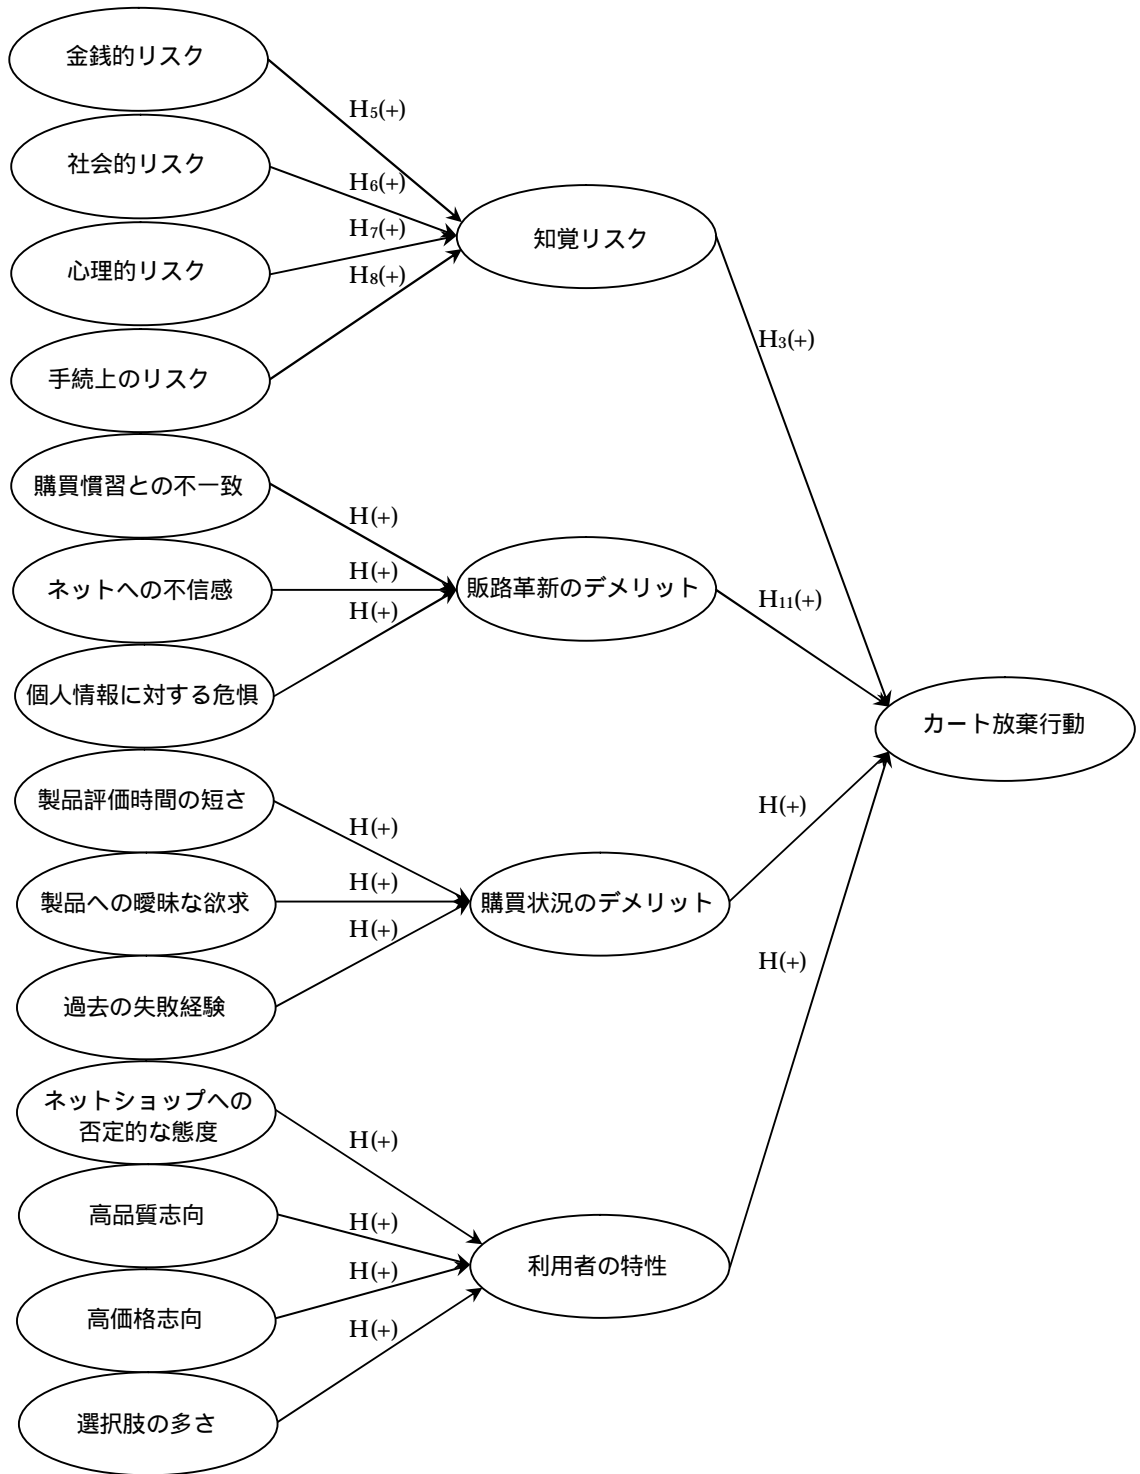 金銭的リスク
H5(+)
社会的リスク
H6(+)
心理的リスク
H7(+)
手続上のリスク
H8(+)
知覚リスク
H3(+)
購買慣習との不一致
H(+)
ネットへの不信感
H(+)
個人情報に対する危惧
H(+)
販路革新のデメリット
H11(+)
カート放棄行動
製品評価時間の短さ
H(+)
製品への曖昧な欲求
H(+)
過去の失敗経験
H(+)
購買状況のデメリット
H(+)
ネットショップへの
否定的な態度
H(+)
高品質志向
H(+)
高価格志向
H(+)
選択肢の多さ
H(+)
利用者の特性
H(+)